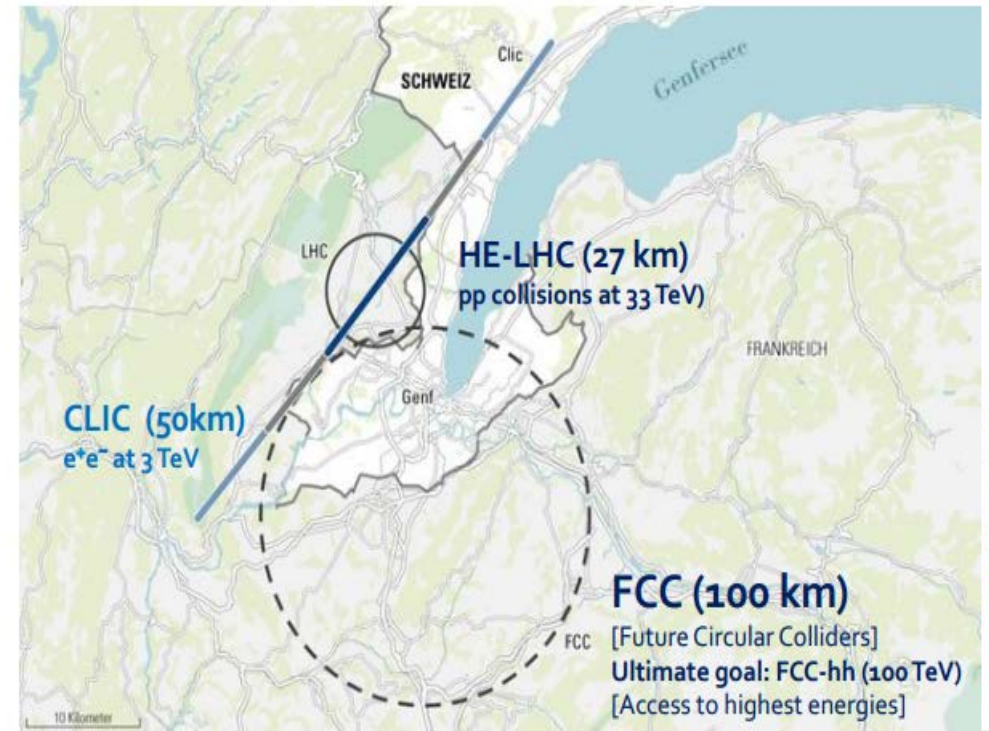 Clic
SCHWEIZ
Genfersee
LHC
HE-LHC (27 km)
pp collisions at 33 TeV)
FRANKREICH
Genf
CLIC (50km)
e⁺e⁻ at 3 TeV
FCC (100 km)
FCC
[Future Circular Colliders]
Ultimate goal: FCC-hh (100 TeV)
[Access to highest energies]
10 Kilometer